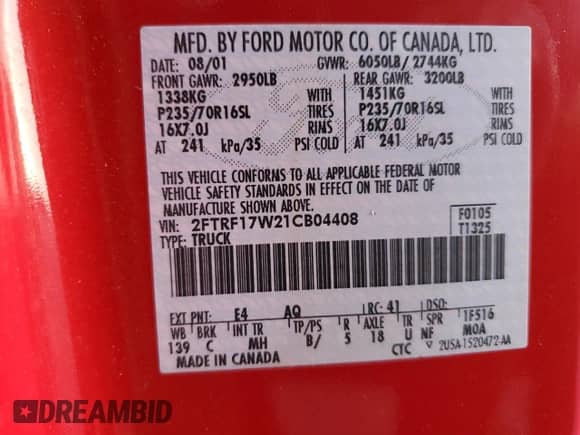 MFD. BY FORD MOTOR CO. OF CANADA, LTD.
DATE: 08/01 GVWR: 6050LB/ 2744KG
FRONT GAWR: 2950LB REAR GAWR: 3200LB
1338KG WITH 1451KG WITH
P235/70R16SL TIRES P235/70R16SL TIRES
16X7.0J RIMS 16X7.0J RIMS
AT 241 kPa/35 PSI COLD AT 241 kPa/35 PSI COLD
THIS VEHICLE CONFORMS TO ALL APPLICABLE FEDERAL MOTOR
VEHICLE SAFETY STANDARDS IN EFFECT ON THE DATE OF
MANUFACTURE SHOWN ABOVE.
VIN: 2FTRF17W21CB04408 F0105
TYPE: TRUCK T1325
EXT PNT: E4 AQ RC: 41 DSO:
WB BRK INT TR TP/PS R AXLE TR SPR 1F516
139 C MH B/ 5 18 U NF MOA
MADE IN CANADA CTC ▽ 2USA-1520472-AA
DREAMBID